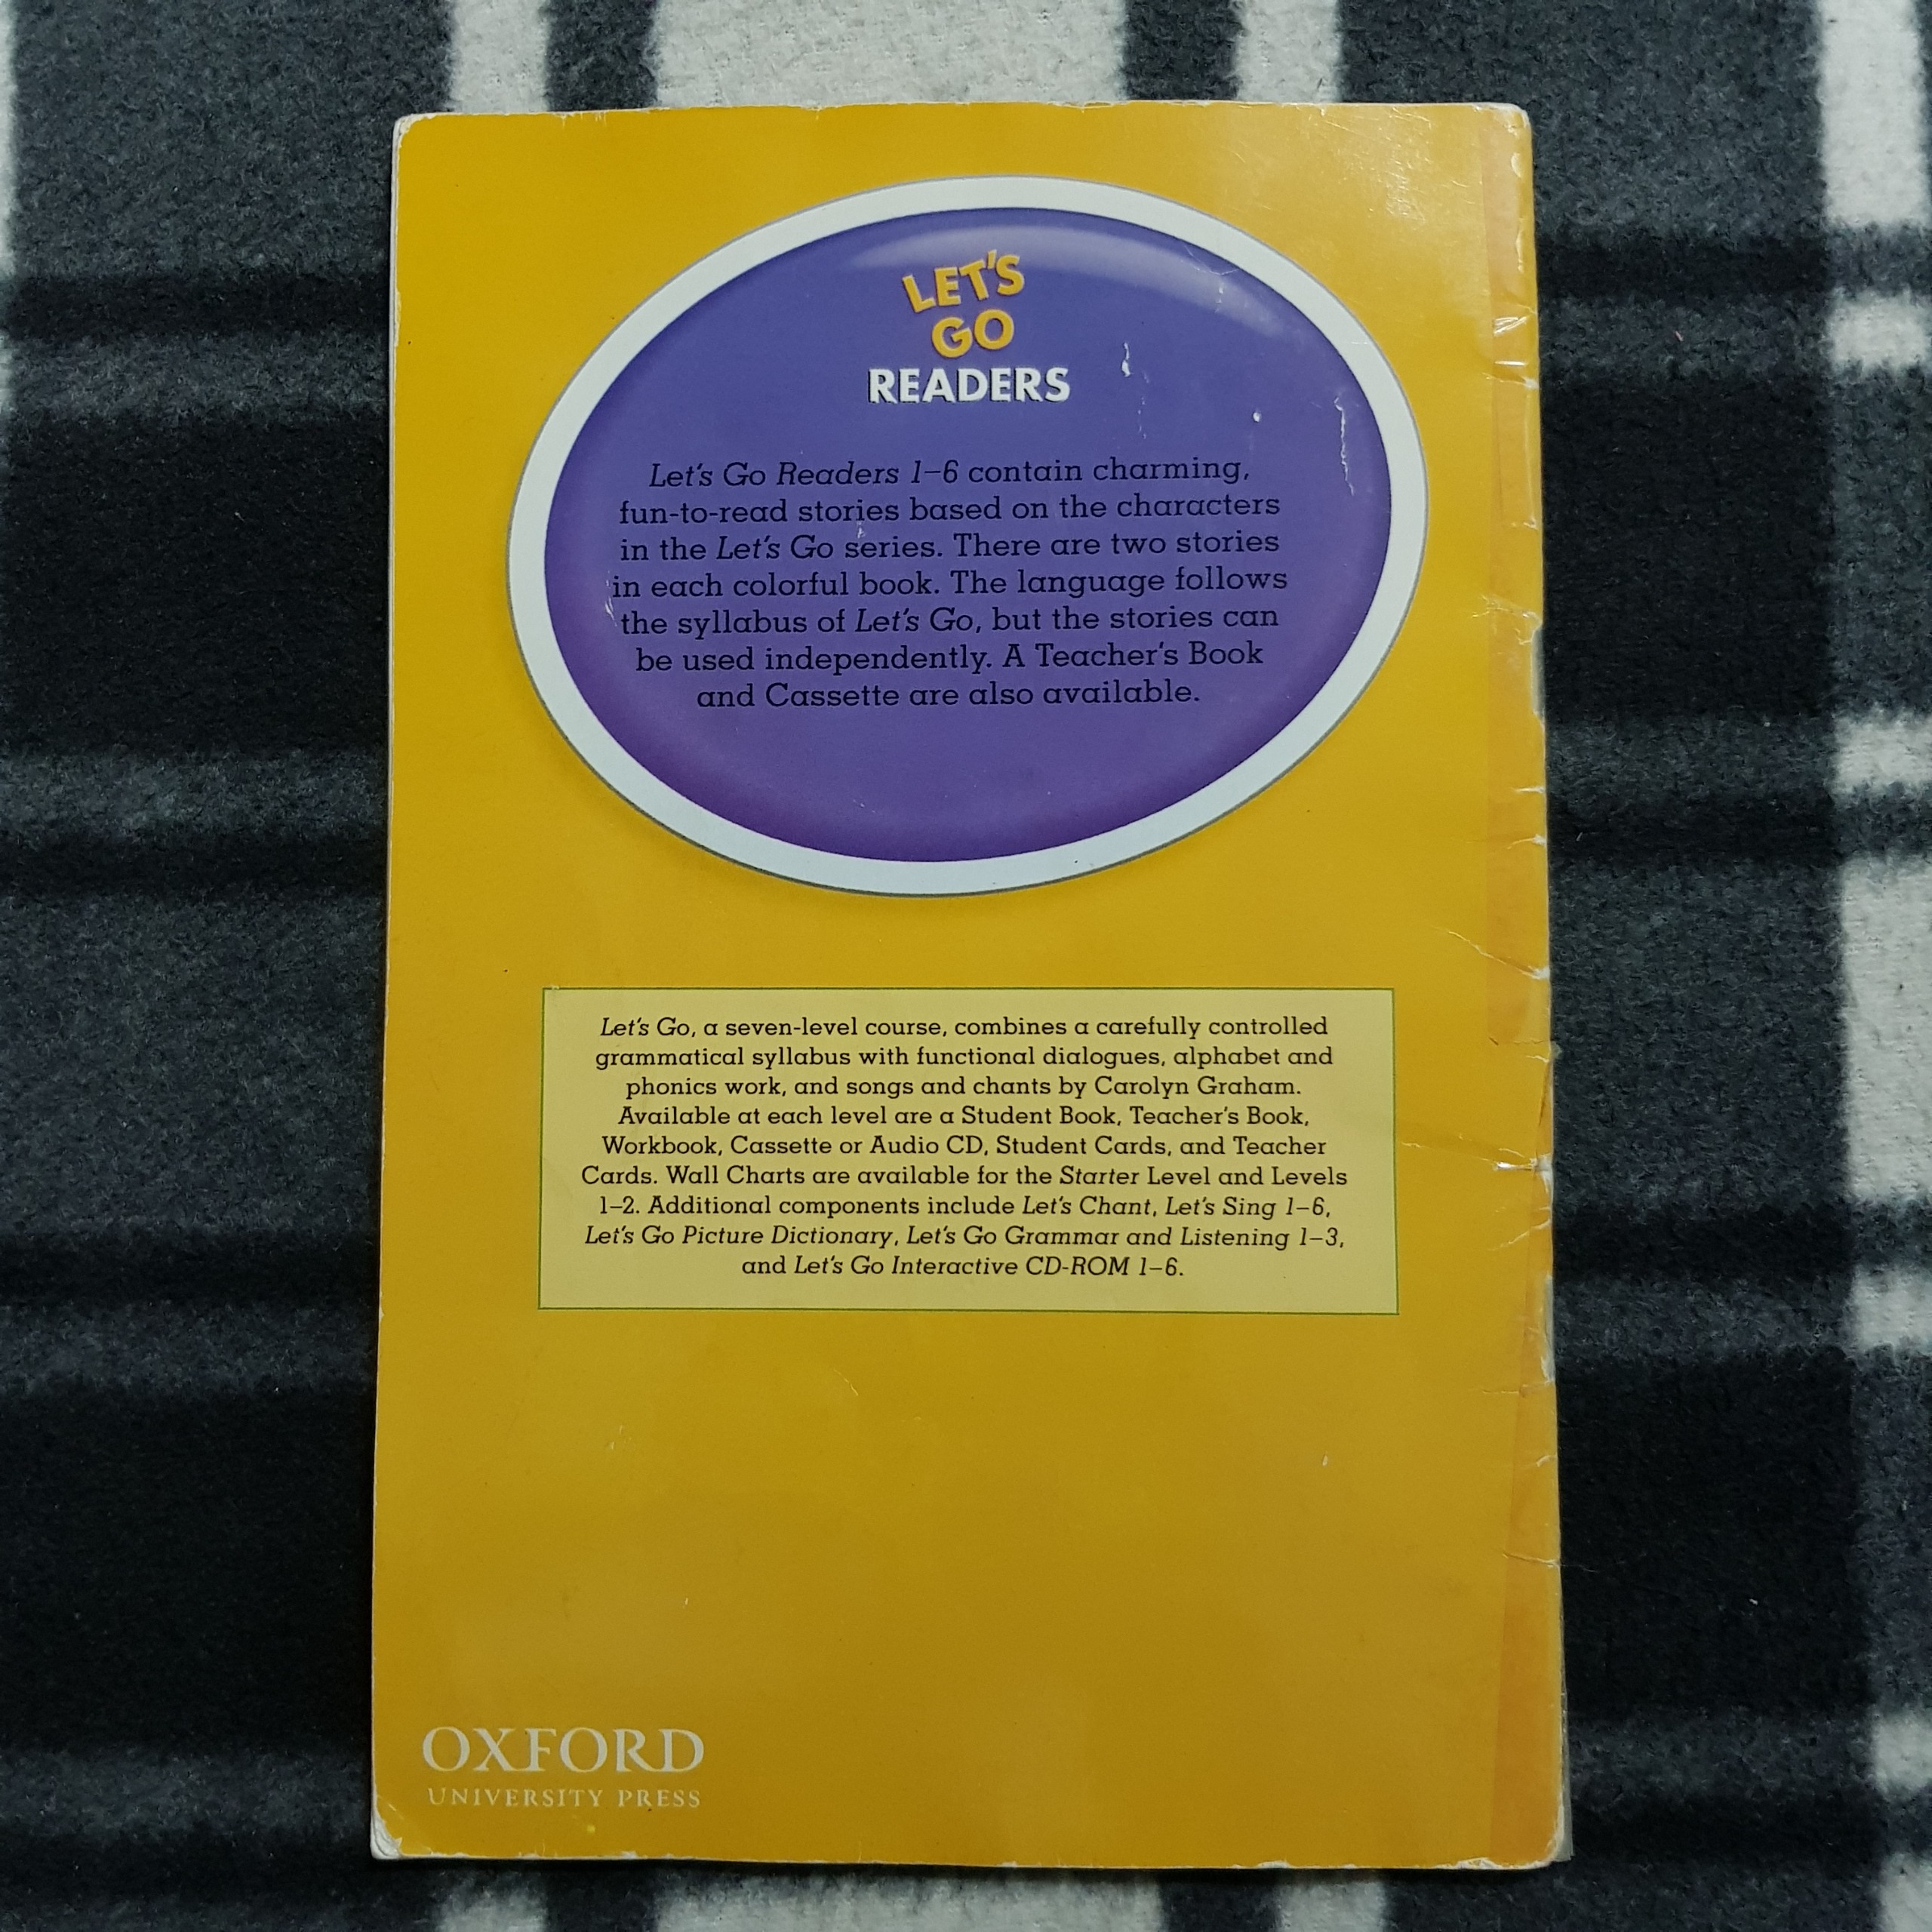 LET'S
GO
READERS
Let's Go Readers 1–6 contain charming,
fun-to-read stories based on the characters
in the Let's Go series. There are two stories
in each colorful book. The language follows
the syllabus of Let's Go, but the stories can
be used independently. A Teacher's Book
and Cassette are also available.
Let's Go, a seven-level course, combines a carefully controlled
grammatical syllabus with functional dialogues, alphabet and
phonics work, and songs and chants by Carolyn Graham.
Available at each level are a Student Book, Teacher's Book,
Workbook, Cassette or Audio CD, Student Cards, and Teacher
Cards. Wall Charts are available for the Starter Level and Levels
1–2. Additional components include Let's Chant, Let's Sing 1–6,
Let's Go Picture Dictionary, Let's Go Grammar and Listening 1–3,
and Let's Go Interactive CD-ROM 1–6.
OXFORD
UNIVERSITY PRESS